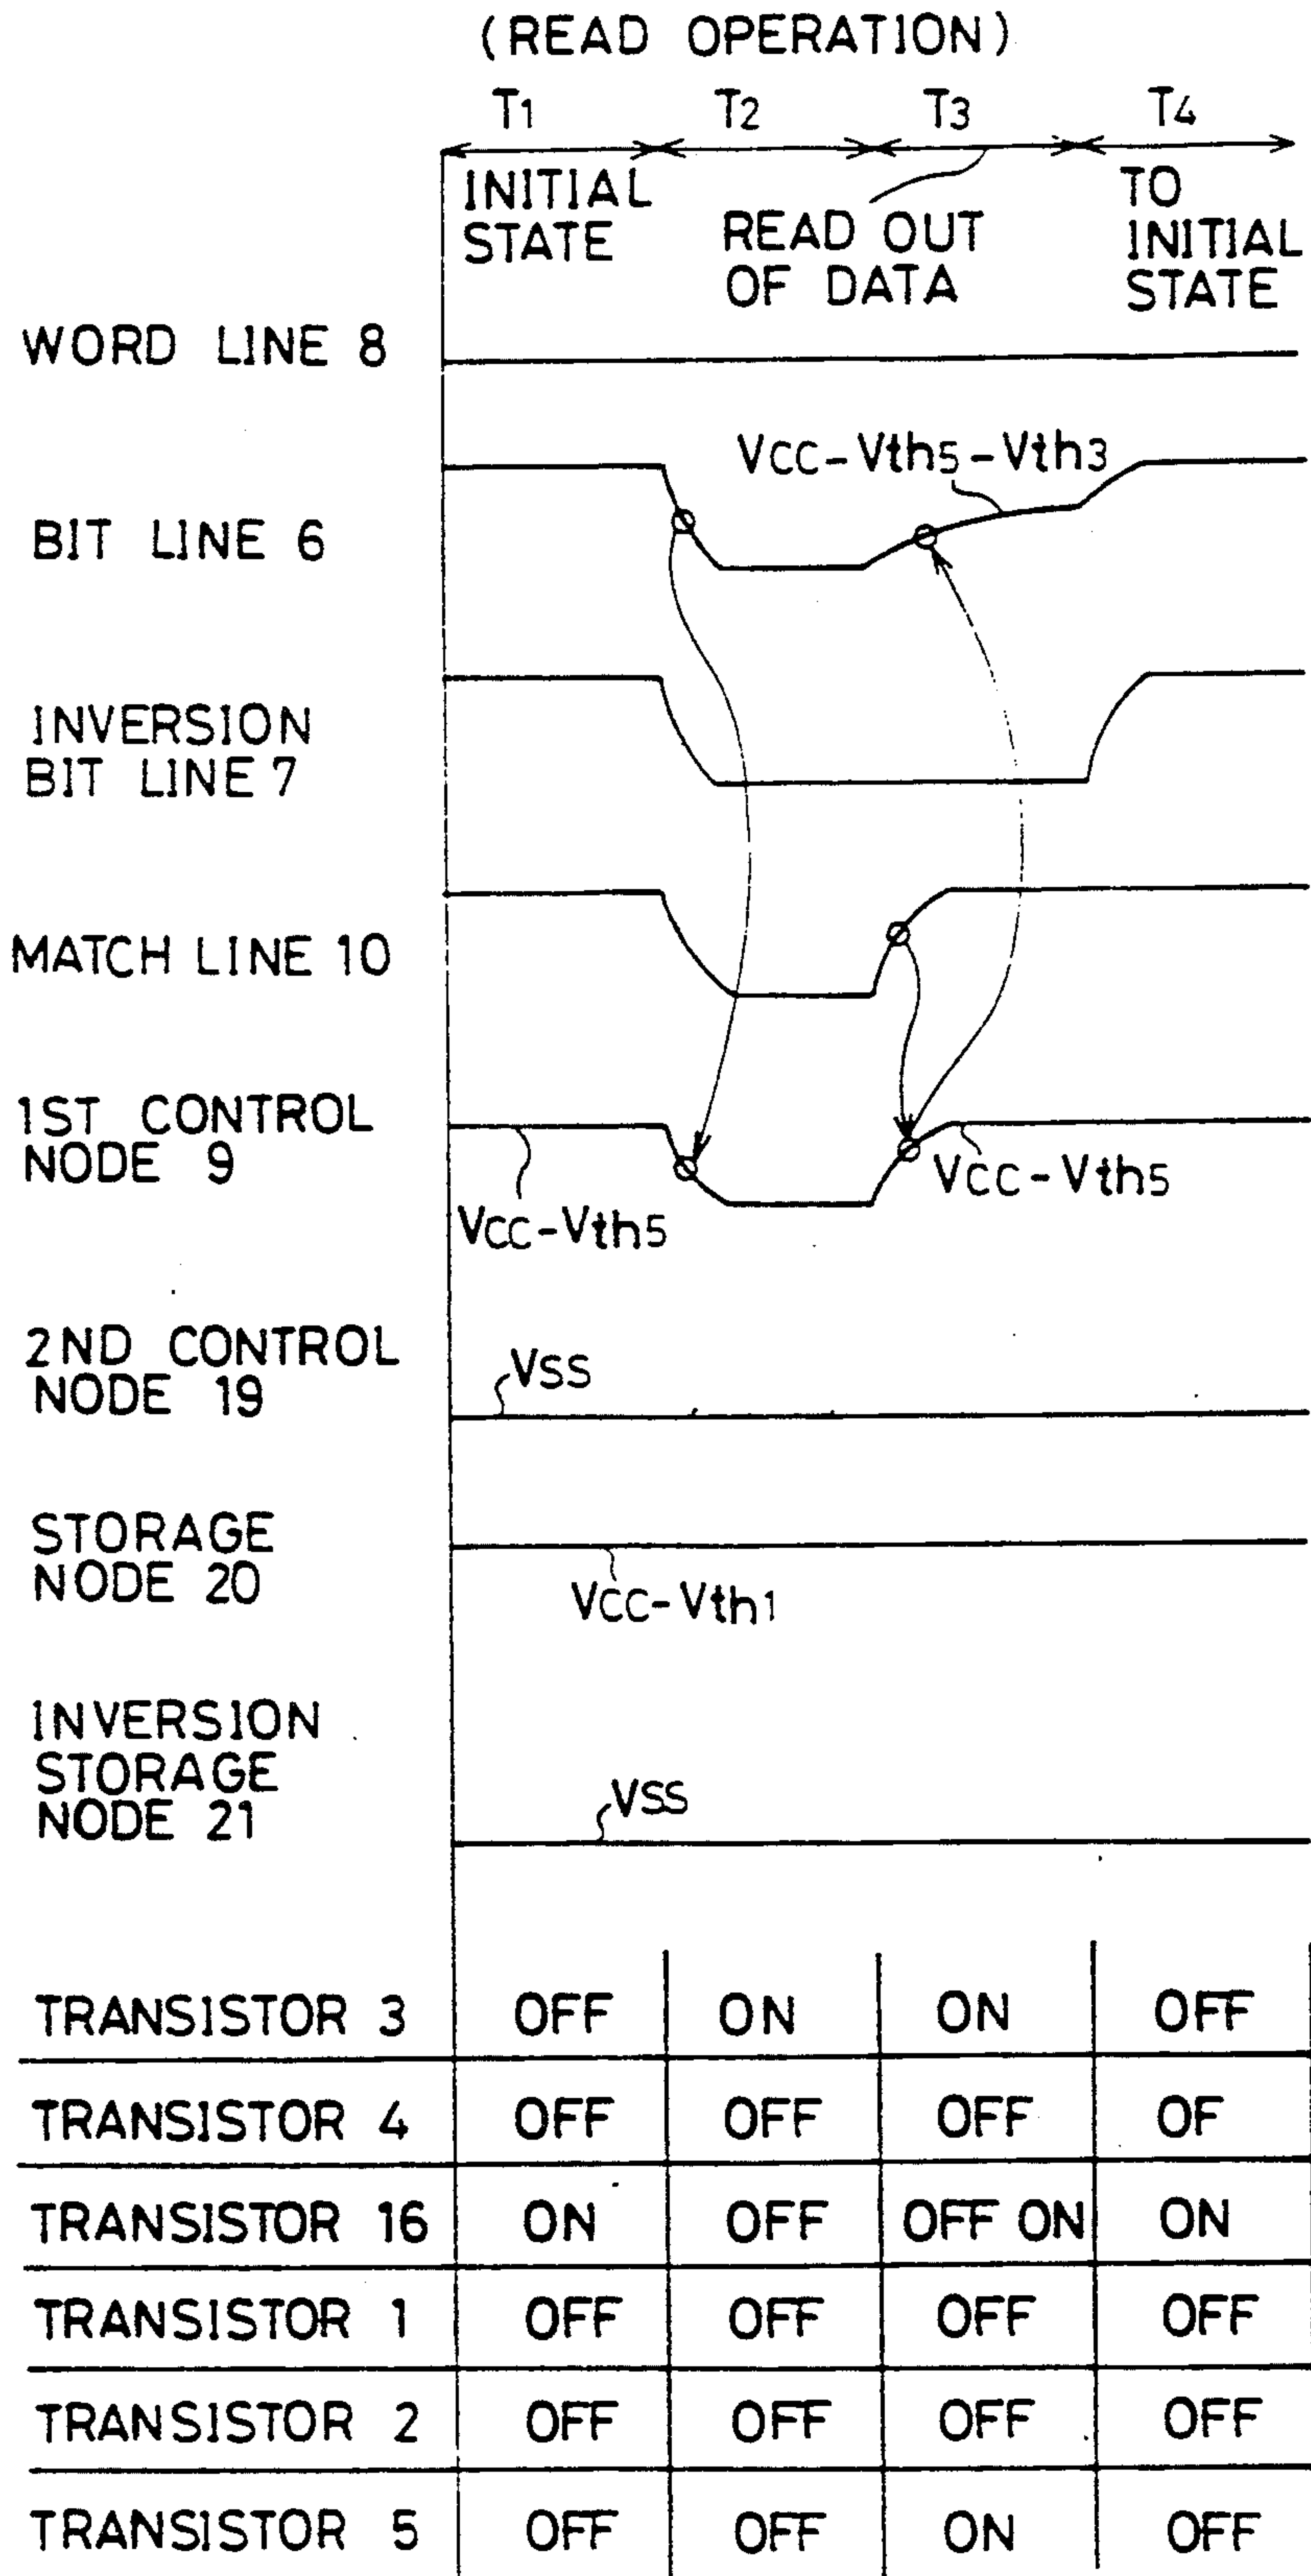 (READ OPERATION)
T1 T2 T3 T4
INITIAL
STATE
READ OUT
OF DATA
TO
INITIAL
STATE
WORD LINE 8
VCC-Vth5-Vth3
BIT LINE 6
INVERSION
BIT LINE 7
MATCH LINE 10
1ST CONTROL
NODE 9
VCC-Vth5
VCC-Vth5
2ND CONTROL
NODE 19
VSS
STORAGE
NODE 20
VCC-Vth1
INVERSION
STORAGE
NODE 21
VSS
TRANSISTOR 3 OFF ON ON OFF
TRANSISTOR 4 OFF OFF OFF OF
TRANSISTOR 16 ON OFF OFF ON ON
TRANSISTOR 1 OFF OFF OFF OFF
TRANSISTOR 2 OFF OFF OFF OFF
TRANSISTOR 5 OFF OFF ON OFF